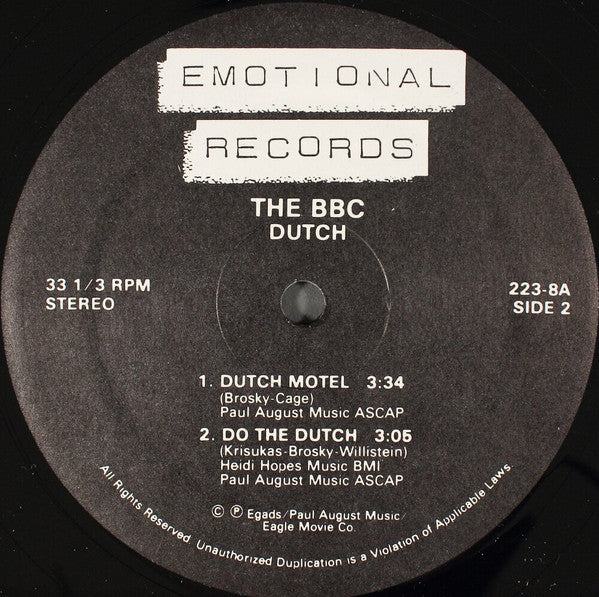 EMOTIONAL
RECORDS
THE BBC
DUTCH
33 1/3 RPM
STEREO
223-8A
SIDE 2
1. DUTCH MOTEL 3:34
(Brosky-Cage)
Paul August Music ASCAP
2. DO THE DUTCH 3:05
(Krisukas-Brosky-Willistein)
Heidi Hopes Music BMI
Paul August Music ASCAP
© ℗ Egads/Paul August Music/
Eagle Movie Co.
All Rights Reserved. Unauthorized Duplication is a Violation of Applicable Laws.